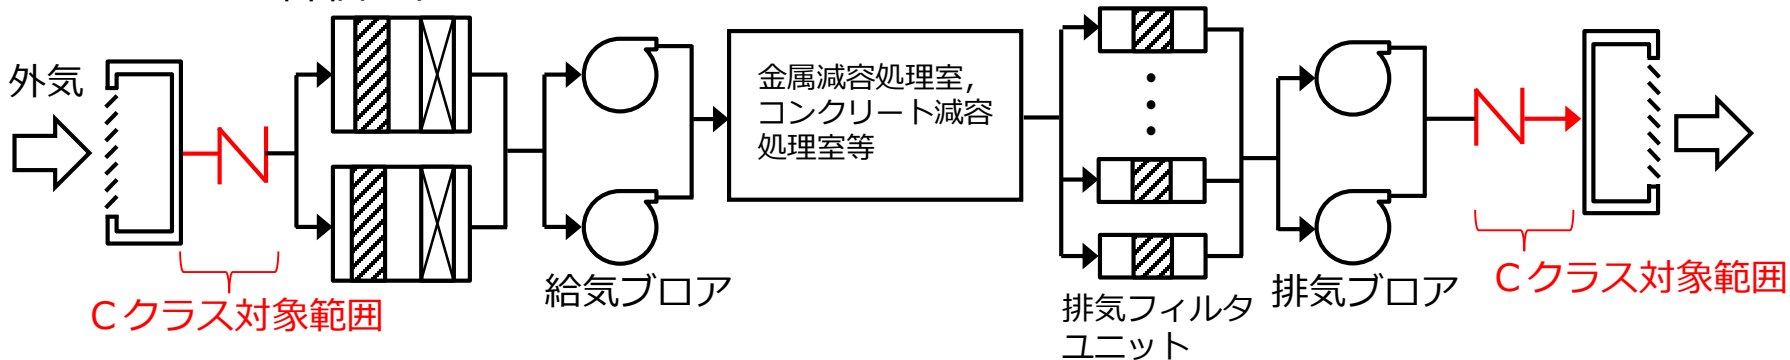 外気
金属減容処理室,
コンクリート減容
処理室等
給気ブロア
排気フィルタ
ユニット
排気ブロア
Cクラス対象範囲
Cクラス対象範囲